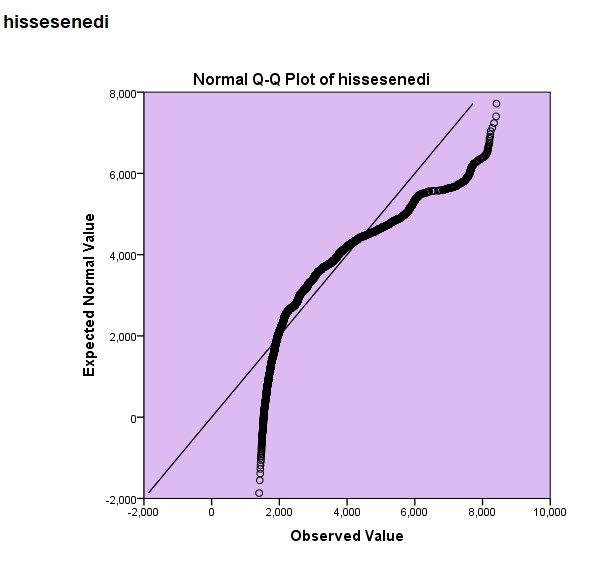 hissesenedi
Normal Q-Q Plot of hissesenedi
8,000
6,000
4,000
2,000
0
-2,000
Expected Normal Value
-2,000 0 2,000 4,000 6,000 8,000 10,000
Observed Value